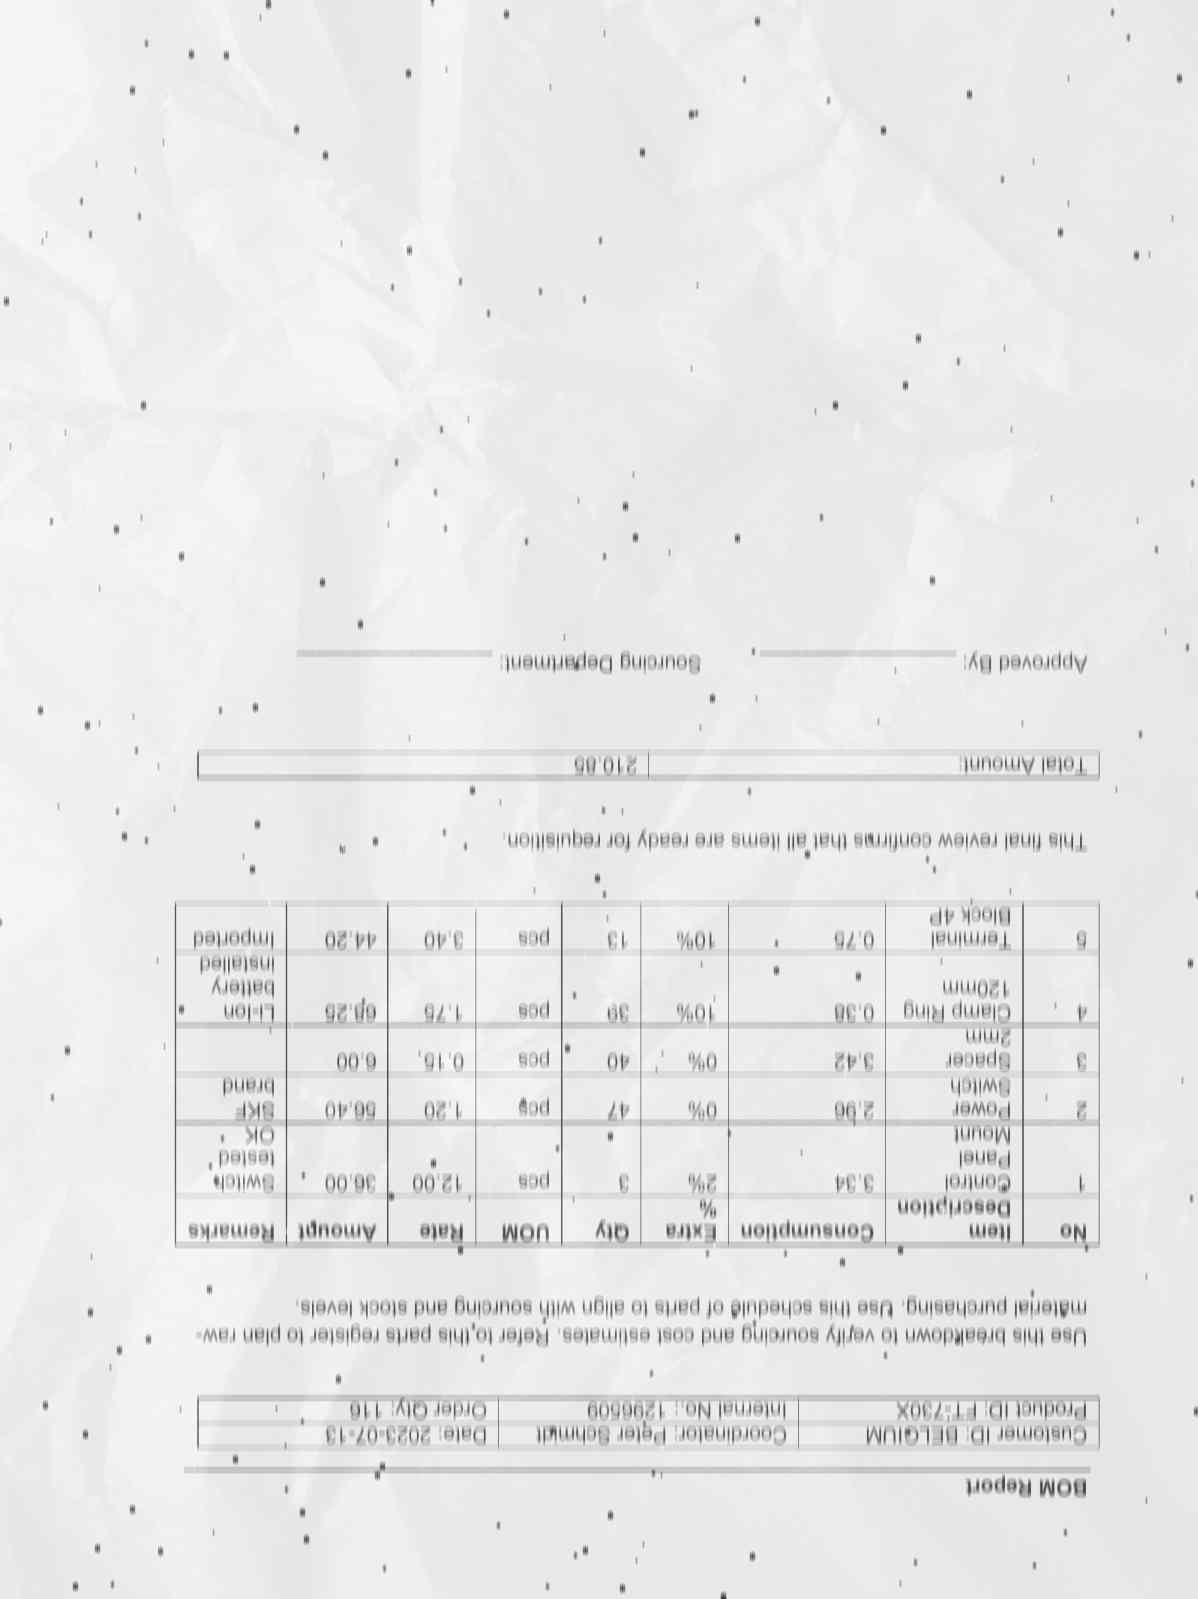 BOM Report
Customer ID: BELGIUM Coordinator: Peter Schmidt Date: 2023-07-13
Product ID: FT-730X Internal No.: 1296509 Order Qty: 116
Use this breakdown to verify sourcing and cost estimates. Refer to this parts register to plan raw-
material purchasing. Use this schedule of parts to align with sourcing and stock levels.
No Item Consumption Extra Qty UOM Rate Amount Remarks
Description %
1 Control 3.34 2% 3 pcs 12.00 36.00 Switch
Panel tested
Mount OK
2 Power 2.96 0% 47 pcs 1.20 56.40 SKF
Switch brand
3 Spacer 3.42 0% 40 pcs 0.15 6.00
2mm
4 Clamp Ring 0.38 10% 39 pcs 1.75 68.25 Li-Ion
120mm battery
installed
5 Terminal 0.75 10% 13 pcs 3.40 44.20 Imported
Block 4P
This final review confirms that all items are ready for requisition.
Total Amount: 210.85
Approved By: Sourcing Department: